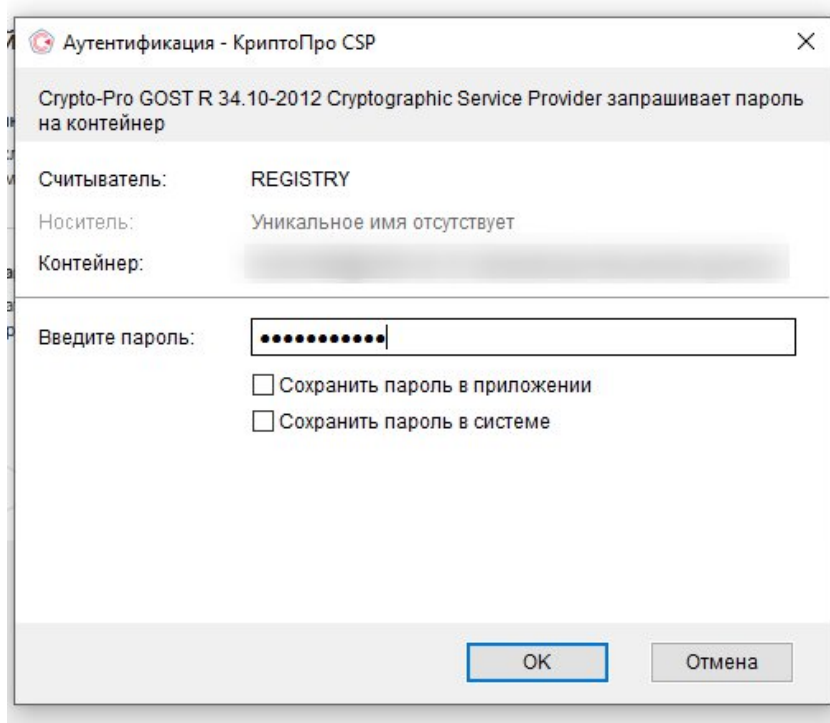 Аутентификация - КриптоПро CSP
Crypto-Pro GOST R 34.10-2012 Cryptographic Service Provider запрашивает пароль
на контейнер
Считыватель: REGISTRY
Носитель: Уникальное имя отсутствует
Контейнер:
Введите пароль: ●●●●●●●●●●●
Сохранить пароль в приложении
Сохранить пароль в системе
OK Отмена